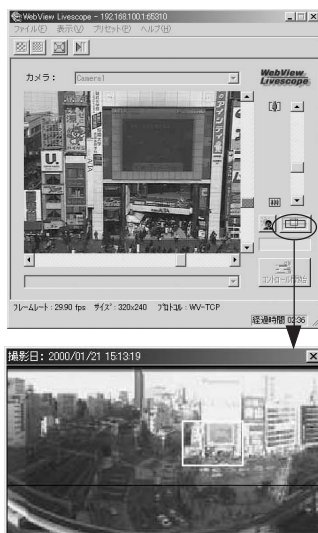 WebView Livescope - 192.168.100.1:65310
ファイル(F) 表示(V) プリセット(P) ヘルプ(H)
カメラ： Camera1
WebView
Livescope
U.
ALTA
フレームレート : 29.90 fps サイズ : 320x240 プロトコル : WV-TCP
経過時間 02:36
撮影日: 2000/01/21 15:13:19